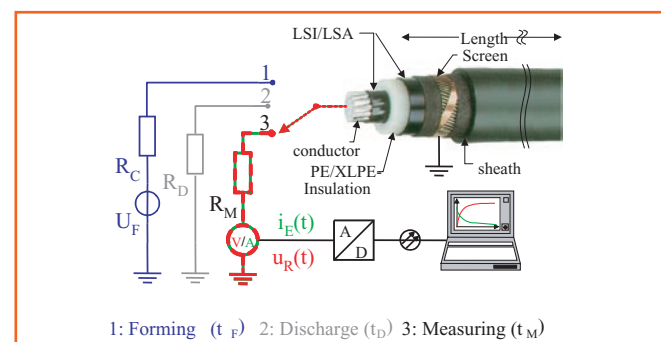 LSI/LSA
Length
Screen
1
2
3
conductor
PE/XLPE-
Insulation
sheath
R_C
R_D
R_M
U_F
V/A
i_E(t)
u_R(t)
A
D
1: Forming (t_F) 2: Discharge (t_D) 3: Measuring (t_M)